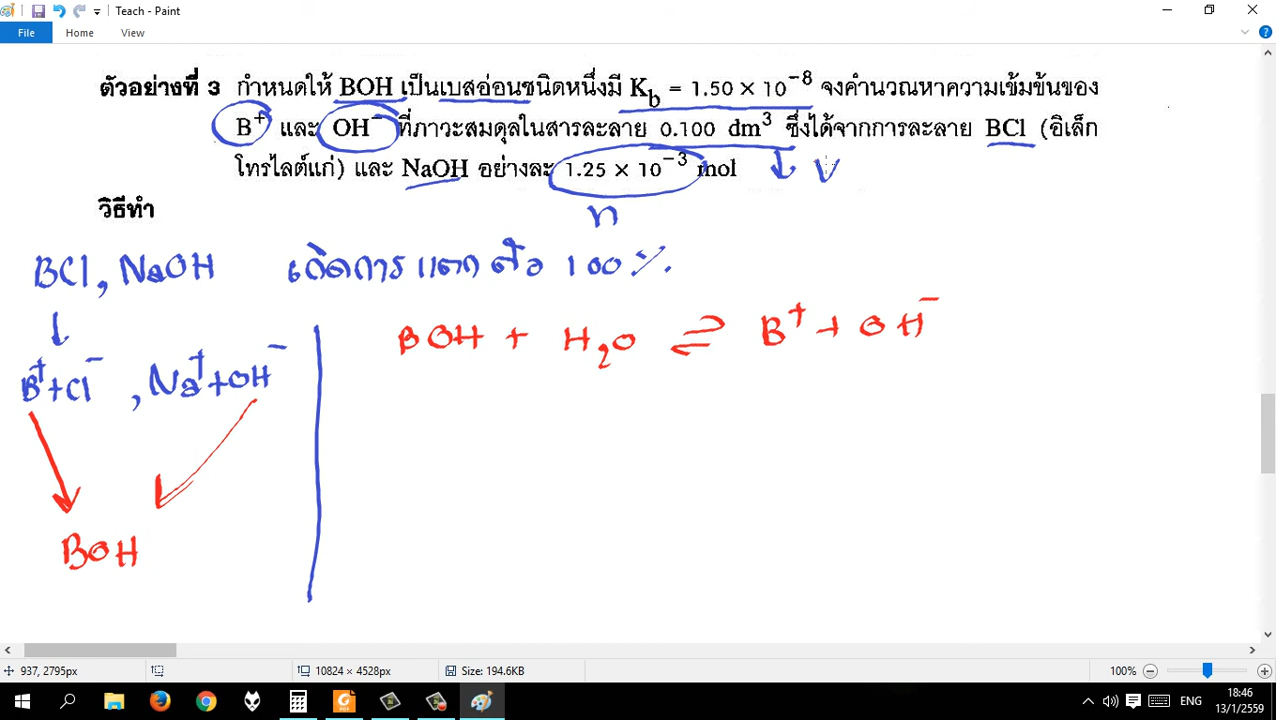 Teach - Paint
File Home View
ตัวอย่างที่ 3 กำหนดให้ BOH เป็นเบสอ่อนชนิดหนึ่งมี Kb = 1.50 × 10⁻⁸ จงคำนวณหาความเข้มข้นของ
B⁺ และ OH⁻ ที่ภาวะสมดุลในสารละลาย 0.100 dm³ ซึ่งได้จากการละลาย BCl (อิเล็ก
โทรไลต์แก่) และ NaOH อย่างละ 1.25 × 10⁻³ mol ↓ V
วิธีทำ
n
BCl, NaOH เกิดการแตกตัว 100 %
↓
BOH + H₂O ⇌ B⁺ + OH⁻
B⁺+Cl⁻ , Na⁺+OH⁻
BOH
937, 2795px 10824 × 4528px Size: 194.6KB 100%
ENG 18:46
13/1/2559